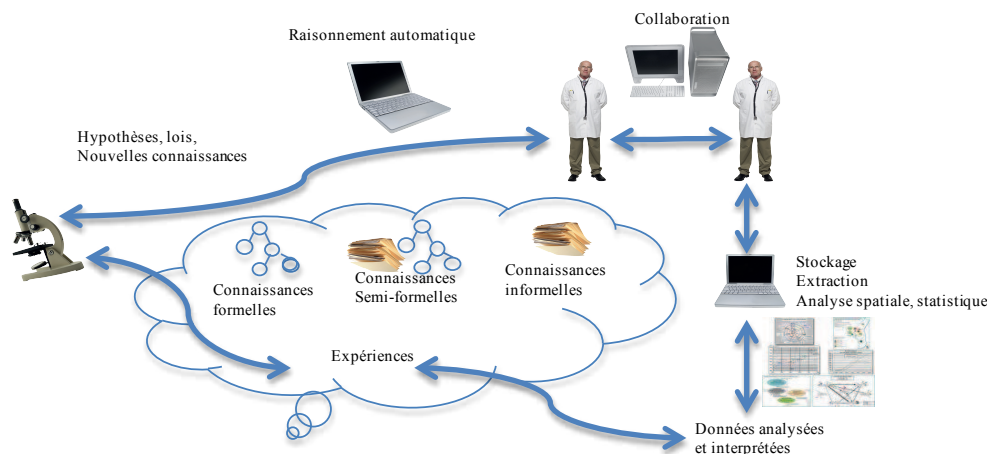 Collaboration
Raisonnement automatique
Hypothèses, lois,
Nouvelles connaissances
Connaissances
formelles
Connaissances
Semi-formelles
Connaissances
informelles
Stockage
Extraction
Analyse spatiale, statistique
Expériences
Données analysées
et interprétées